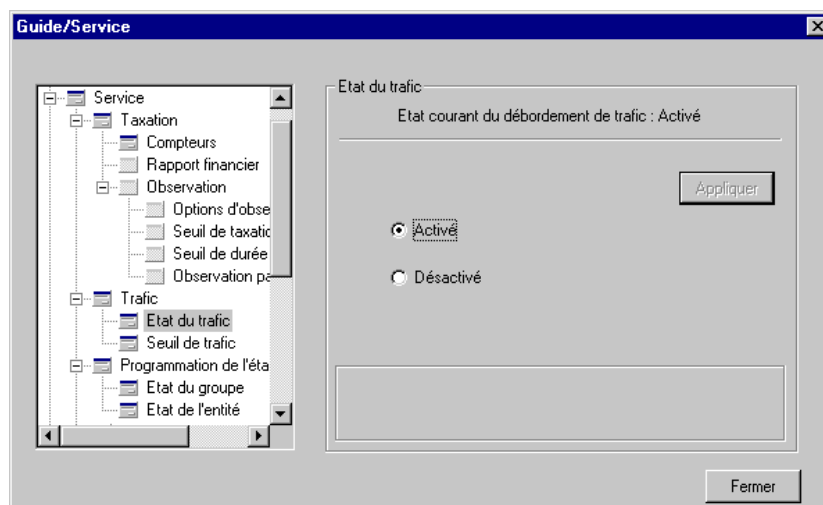 Guide/Service
Service
Taxation
Compteurs
Rapport financier
Observation
Options d'obse
Seuil de taxatio
Seuil de durée
Observation pa
Trafic
Etat du trafic
Seuil de trafic
Programmation de l'éta
Etat du groupe
Etat de l'entité
Etat du trafic
Etat courant du débordement de trafic : Activé
Appliquer
Activé
Désactivé
Fermer